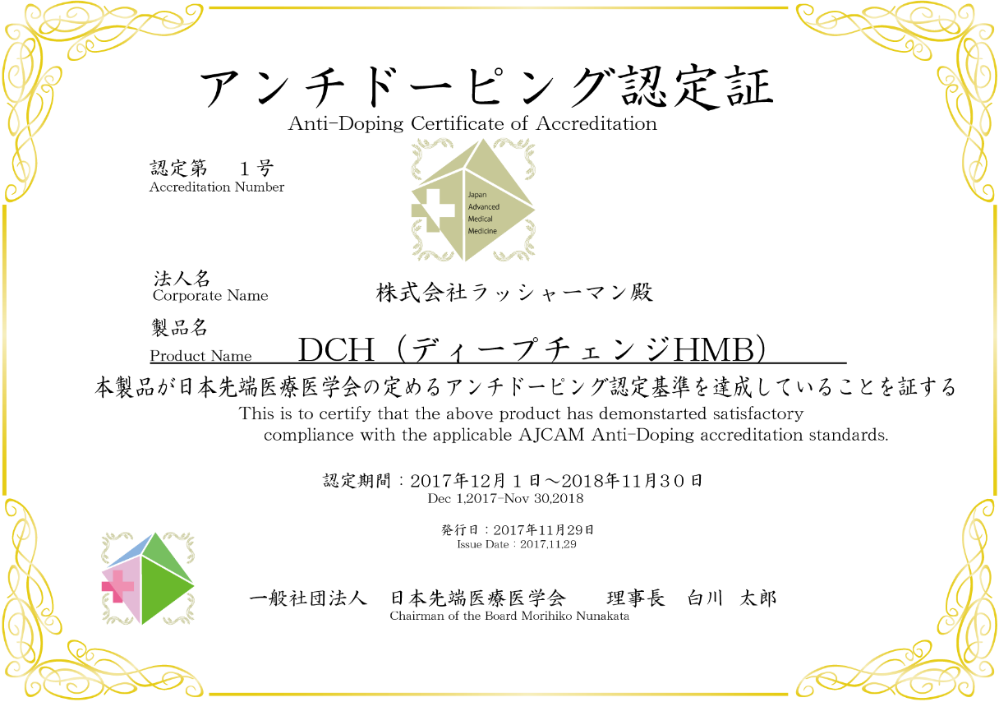 アンチドーピング認定証
Anti-Doping Certificate of Accreditation
認定第　１号
Accreditation Number
Japan
Advanced
Medical
Medicine
法人名
Corporate Name
株式会社ラッシャーマン殿
製品名
Product Name
DCH（ディープチェンジHMB）
本製品が日本先端医療医学会の定めるアンチドーピング認定基準を達成していることを証する
This is to certify that the above product has demonstarted satisfactory
compliance with the applicable AJCAM Anti-Doping accreditation standards.
認定期間：2017年12月１日～2018年11月3０日
Dec 1,2017-Nov 30,2018
発行日：2017年11月29日
Issue Date：2017,11,29
一般社団法人　日本先端医療医学会　　理事長　白川　太郎
Chairman of the Board Morihiko Nunakata